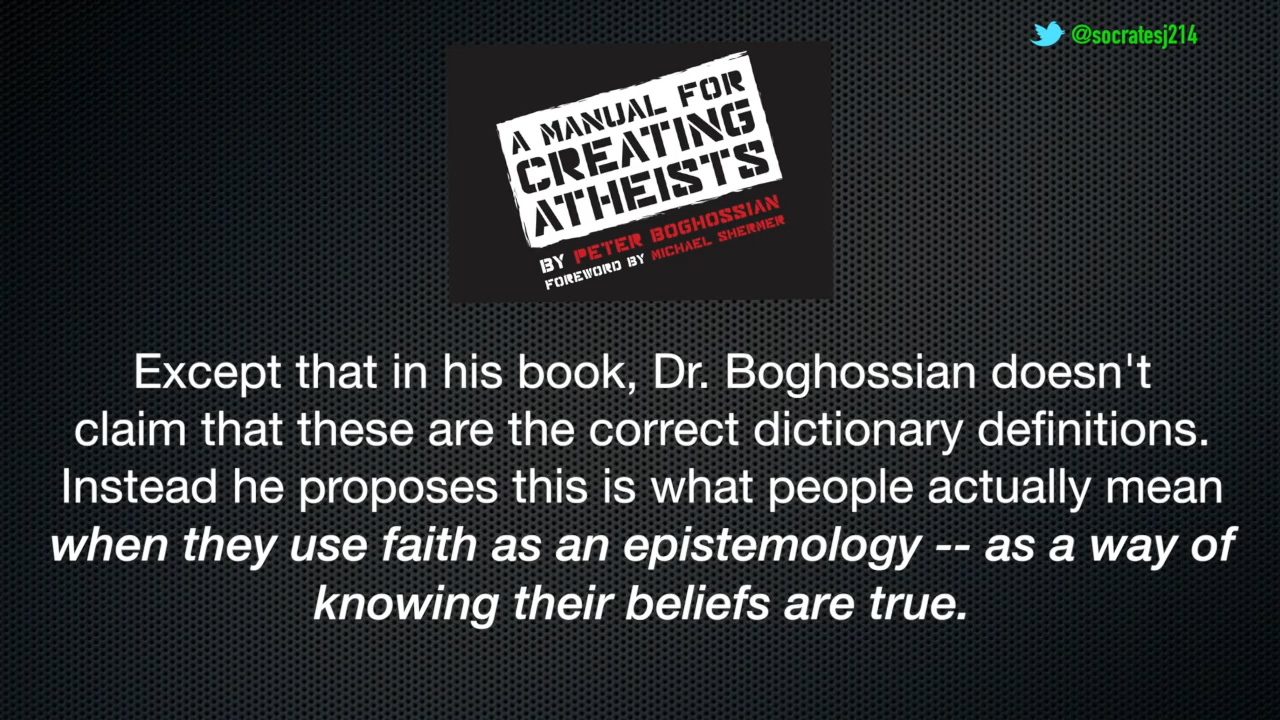 @socratesj214
A MANUAL FOR
CREATING
ATHEISTS
BY PETER BOGHOSSIAN
FOREWORD BY MICHAEL SHERMER
Except that in his book, Dr. Boghossian doesn't
claim that these are the correct dictionary definitions.
Instead he proposes this is what people actually mean
when they use faith as an epistemology -- as a way of
knowing their beliefs are true.